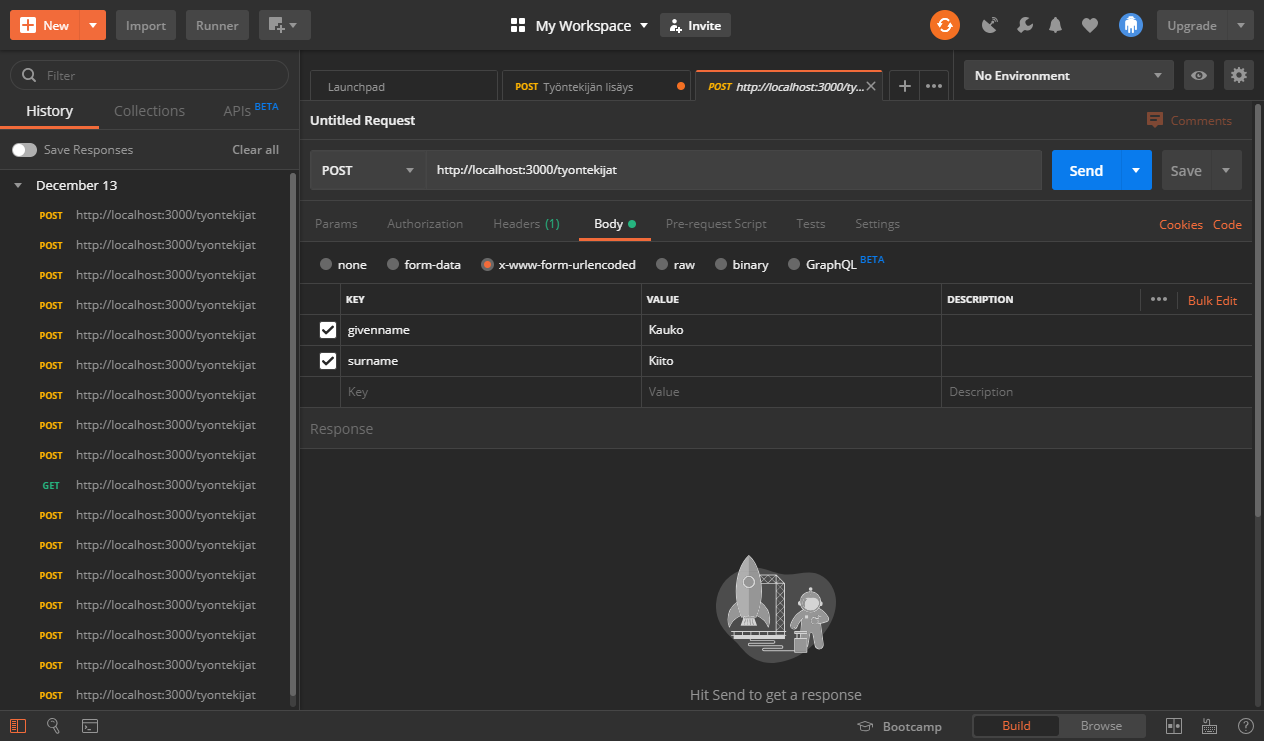 New Import Runner My Workspace Invite Upgrade
Filter
Launchpad POST Työntekijän lisäys POST http://localhost:3000/ty... No Environment
History Collections APIs BETA
Untitled Request Comments
Save Responses Clear all
POST http://localhost:3000/tyontekijat Send Save
December 13
POST http://localhost:3000/tyontekijat
POST http://localhost:3000/tyontekijat
POST http://localhost:3000/tyontekijat
POST http://localhost:3000/tyontekijat
POST http://localhost:3000/tyontekijat
POST http://localhost:3000/tyontekijat
POST http://localhost:3000/tyontekijat
POST http://localhost:3000/tyontekijat
POST http://localhost:3000/tyontekijat
GET http://localhost:3000/tyontekijat
POST http://localhost:3000/tyontekijat
POST http://localhost:3000/tyontekijat
POST http://localhost:3000/tyontekijat
POST http://localhost:3000/tyontekijat
POST http://localhost:3000/tyontekijat
POST http://localhost:3000/tyontekijat
POST http://localhost:3000/tyontekijat
Params Authorization Headers (1) Body Pre-request Script Tests Settings Cookies Code
none form-data x-www-form-urlencoded raw binary GraphQL BETA
KEY VALUE DESCRIPTION Bulk Edit
givenname Kauko
surname Kiito
Key Value Description
Response
Hit Send to get a response
Bootcamp Build Browse